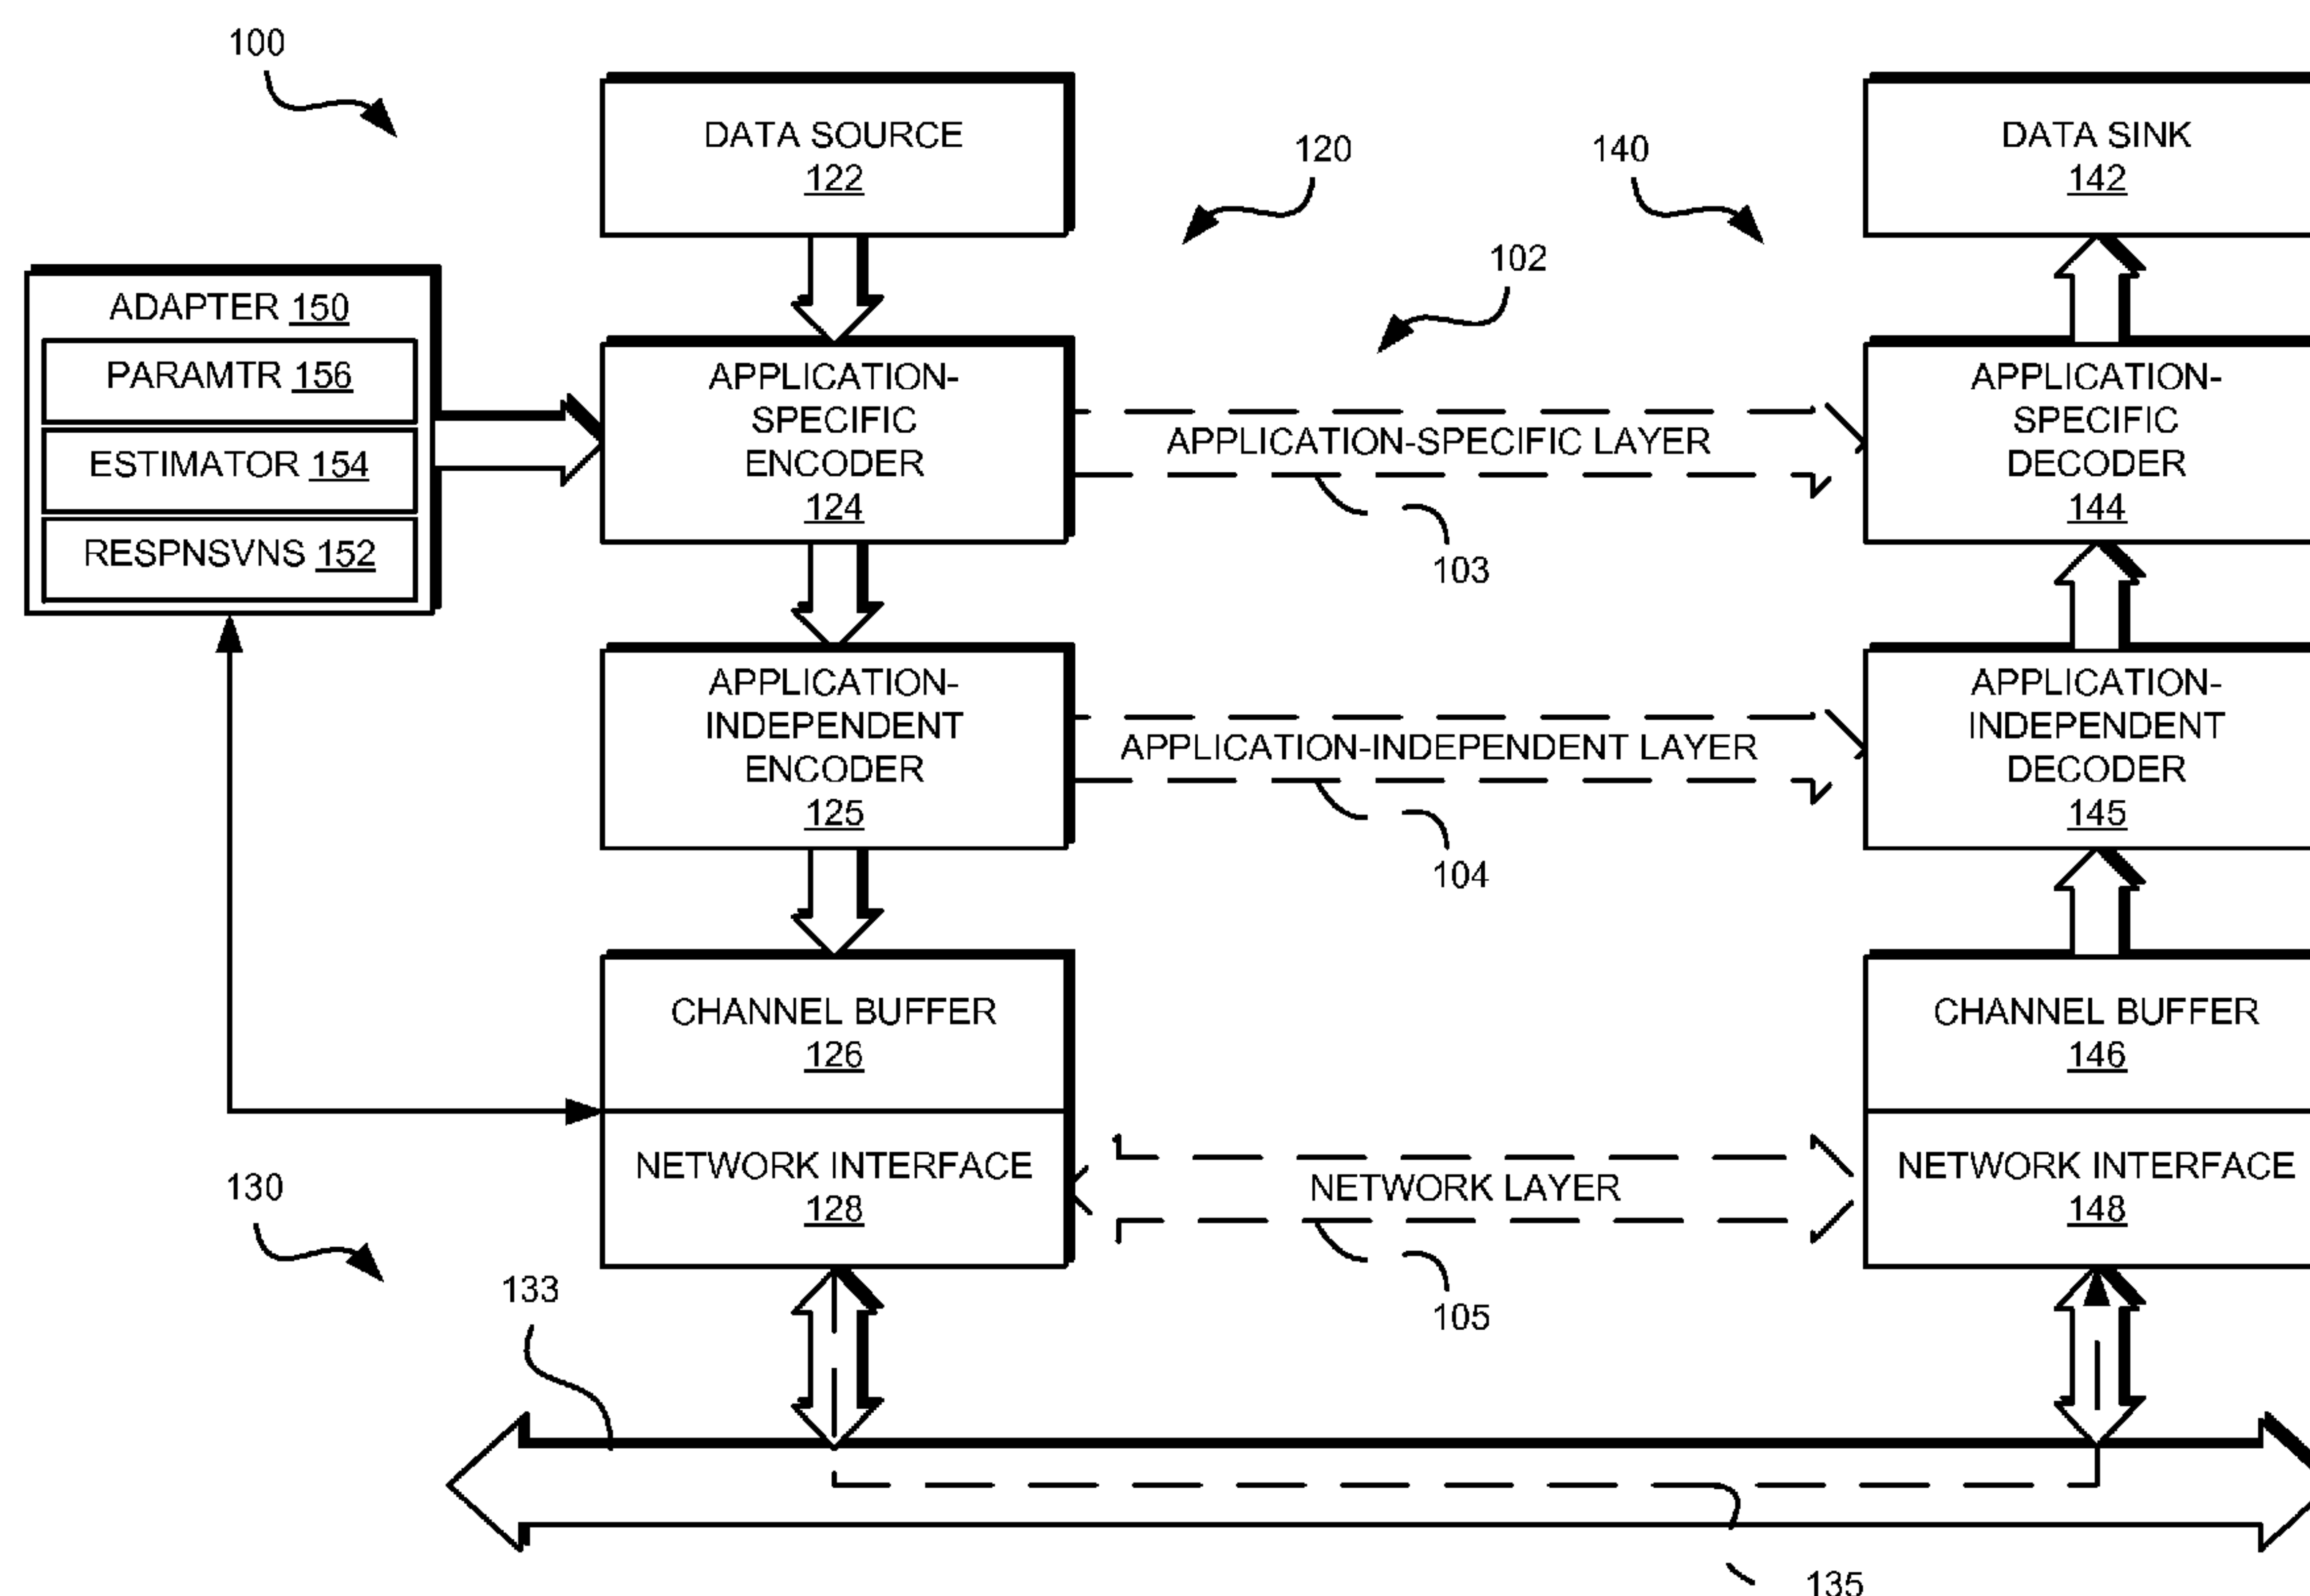 100
DATA SOURCE
122
120
140
DATA SINK
142
102
ADAPTER 150
PARAMTR 156
ESTIMATOR 154
RESPNSVNS 152
APPLICATION-
SPECIFIC
ENCODER
124
APPLICATION-SPECIFIC LAYER
103
APPLICATION-
SPECIFIC
DECODER
144
APPLICATION-
INDEPENDENT
ENCODER
125
APPLICATION-INDEPENDENT LAYER
104
APPLICATION-
INDEPENDENT
DECODER
145
CHANNEL BUFFER
126
CHANNEL BUFFER
146
NETWORK INTERFACE
128
NETWORK LAYER
105
NETWORK INTERFACE
148
130
133
135